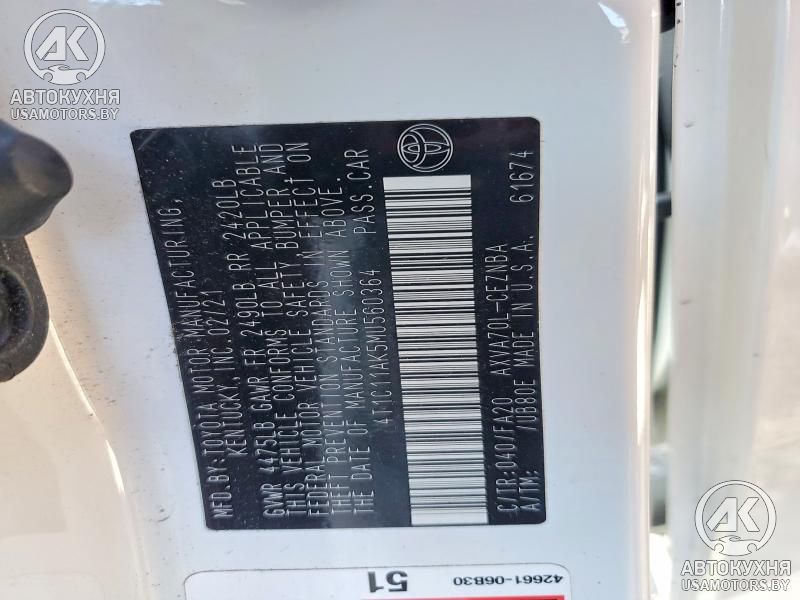 MFD.BY:TOYOTA MOTOR MANUFACTURING,
KENTUCKY, INC. 02/21
GVWR 4475LB GAWR FR 2490LB RR 2420LB
THIS VEHICLE CONFORMS TO ALL APPLICABLE
FEDERAL MOTOR VEHICLE SAFETY, BUMPER AND
THEFT PREVENTION STANDARDS IN EFFECT ON
THE DATE OF MANUFACTURE SHOWN ABOVE.
4T1C11AK5MU560364 PASS.CAR
C/TR:040/FA20 AXVA70L-CEZNBA
A/TM: /UB80E MADE IN U.S.A. 61674
51
42661-06B30
AK
АВТОКУХНЯ
USAMOTORS.BY
AK
АВТОКУХНЯ
USAMOTORS.BY